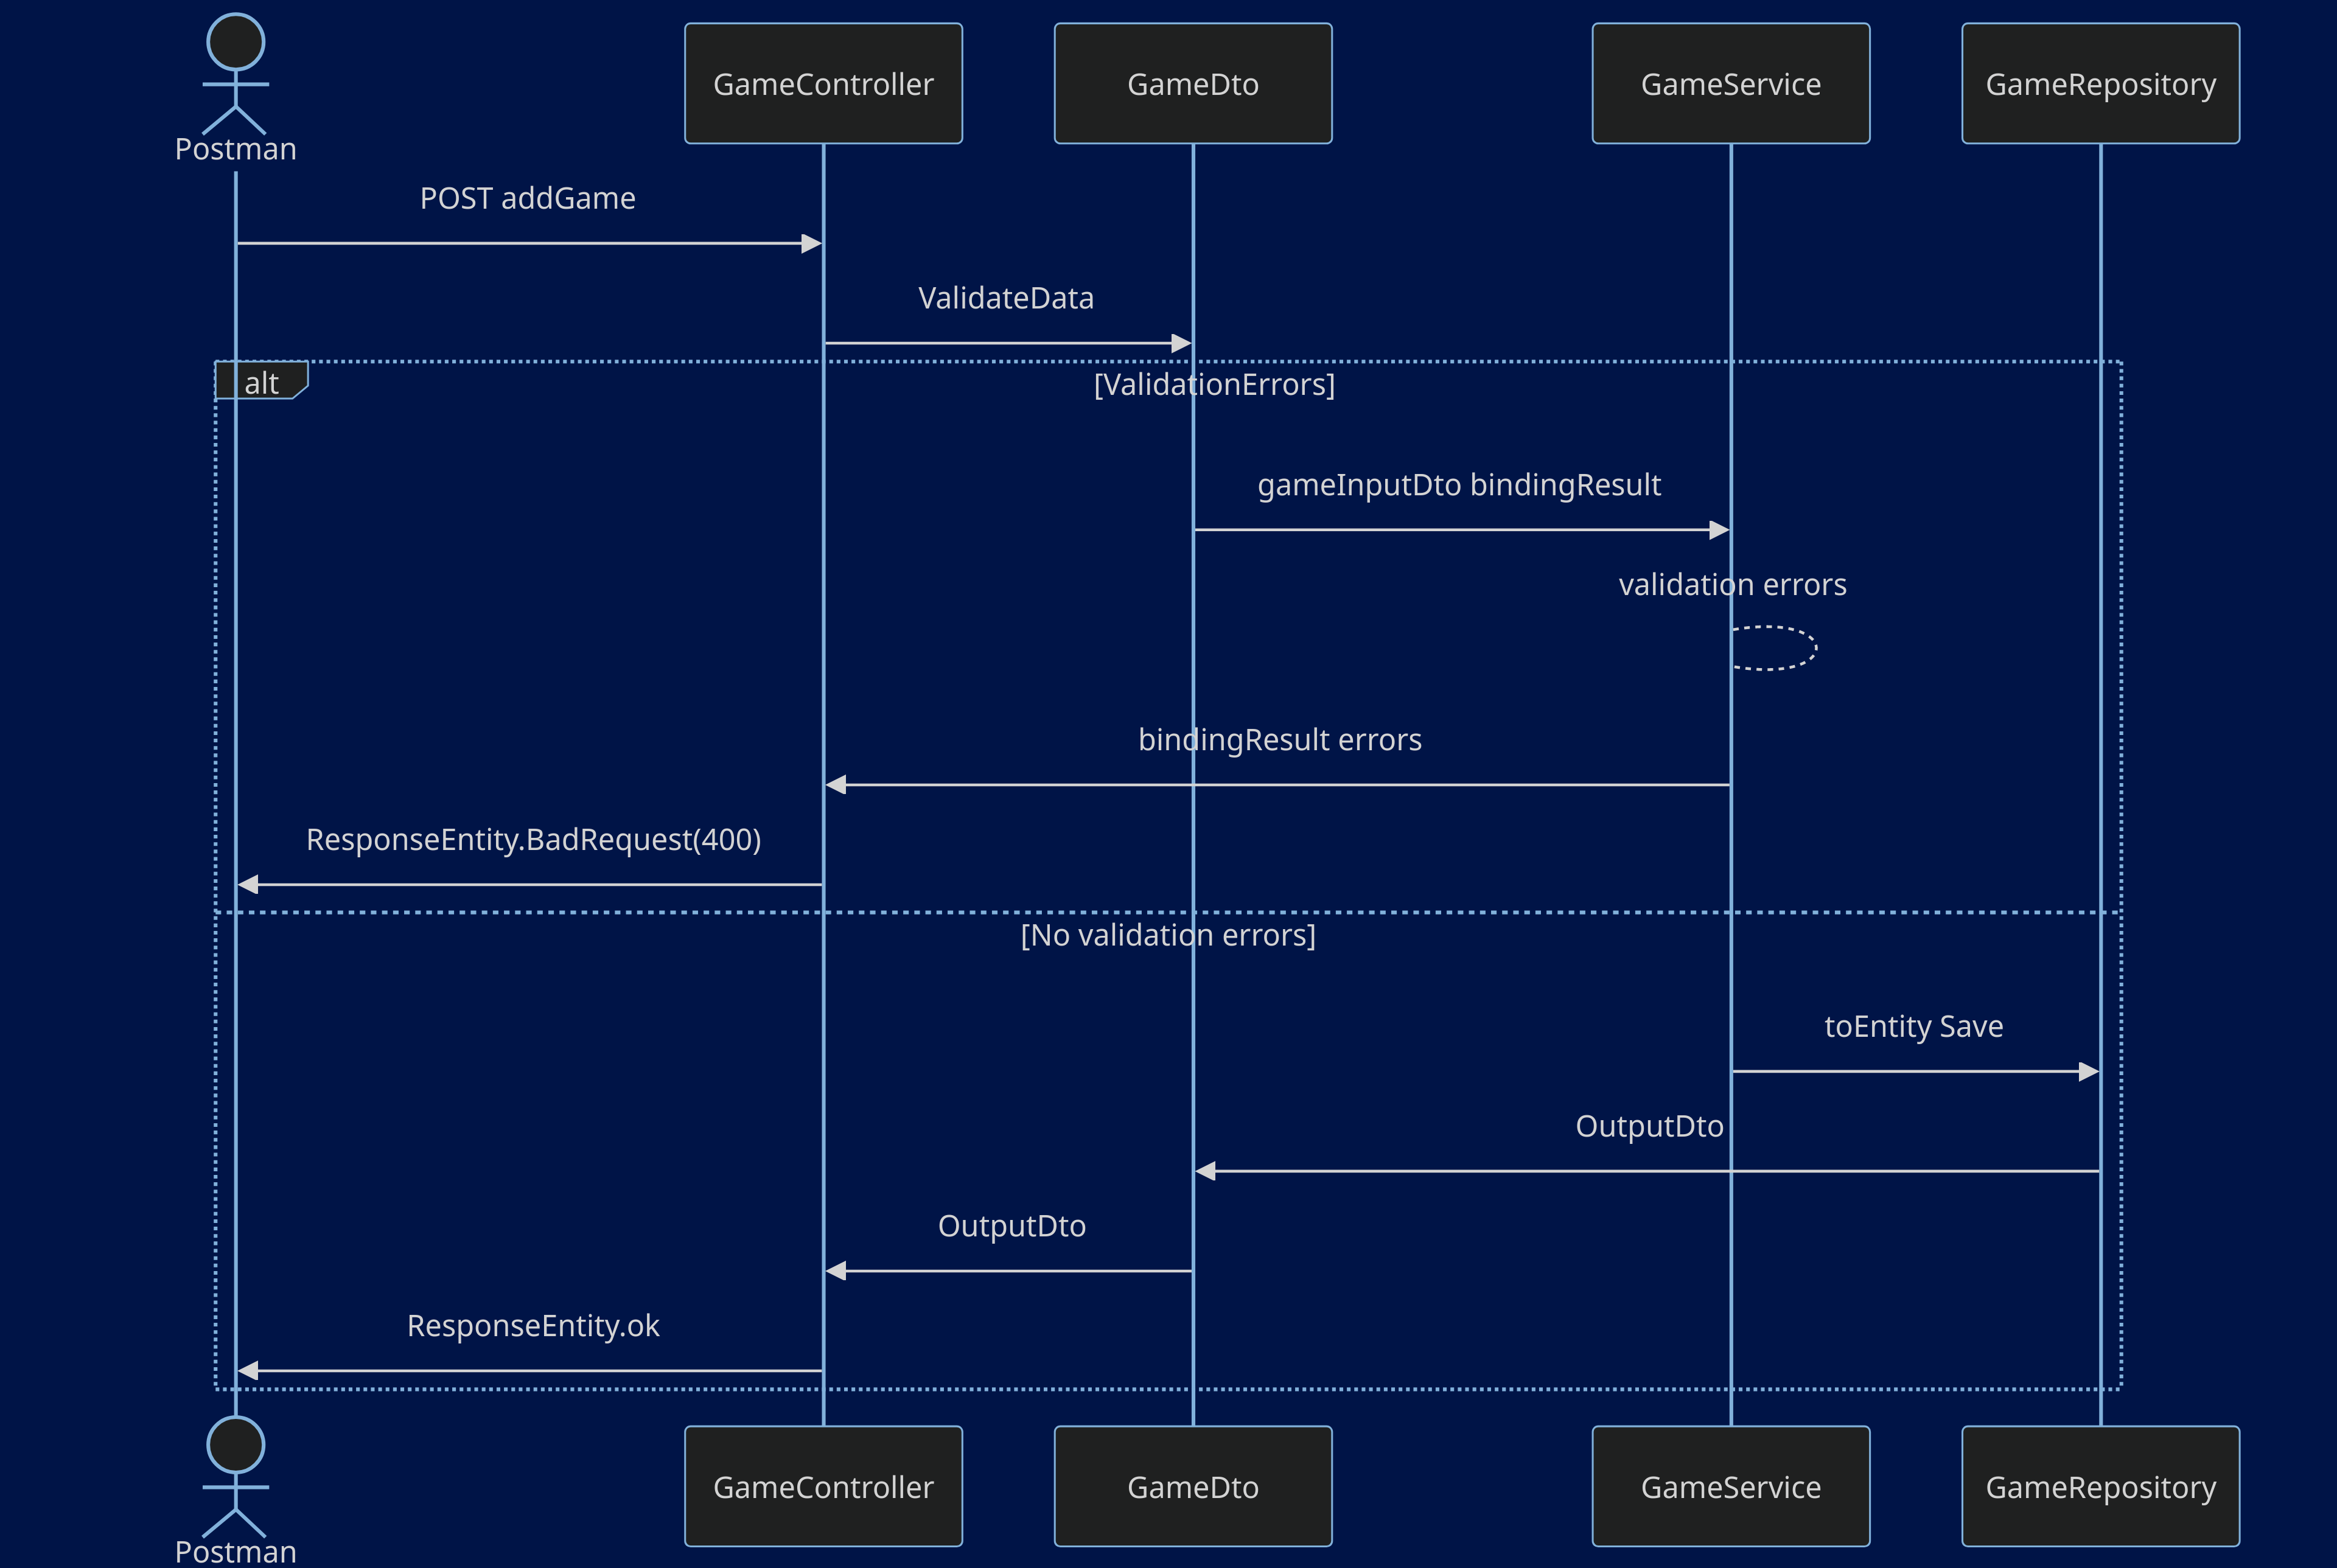 Postman
GameController
GameDto
GameService
GameRepository
POST addGame
ValidateData
alt
[ValidationErrors]
gameInputDto bindingResult
validation errors
bindingResult errors
ResponseEntity.BadRequest(400)
[No validation errors]
toEntity Save
OutputDto
OutputDto
ResponseEntity.ok
GameController
GameDto
GameService
GameRepository
Postman